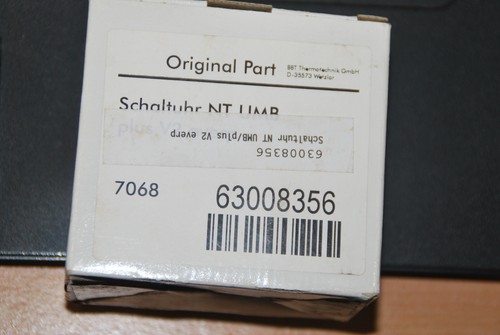 Original Part
BBT Thermotechnik GmbH
D-35573 Wetzlar
Schaltuhr NT UMB
plus V2
63008356
Schaltuhr NT UMB/plus V2 everp
7068
63008356